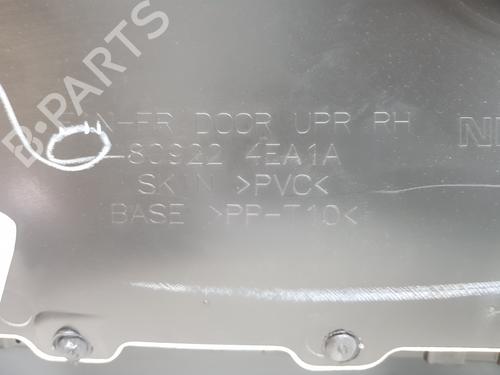 B-PARTS
FIN-FR DOOR UPR RH
80922 4EA1A
SKIN >PVC<
BASE >PP-T10<